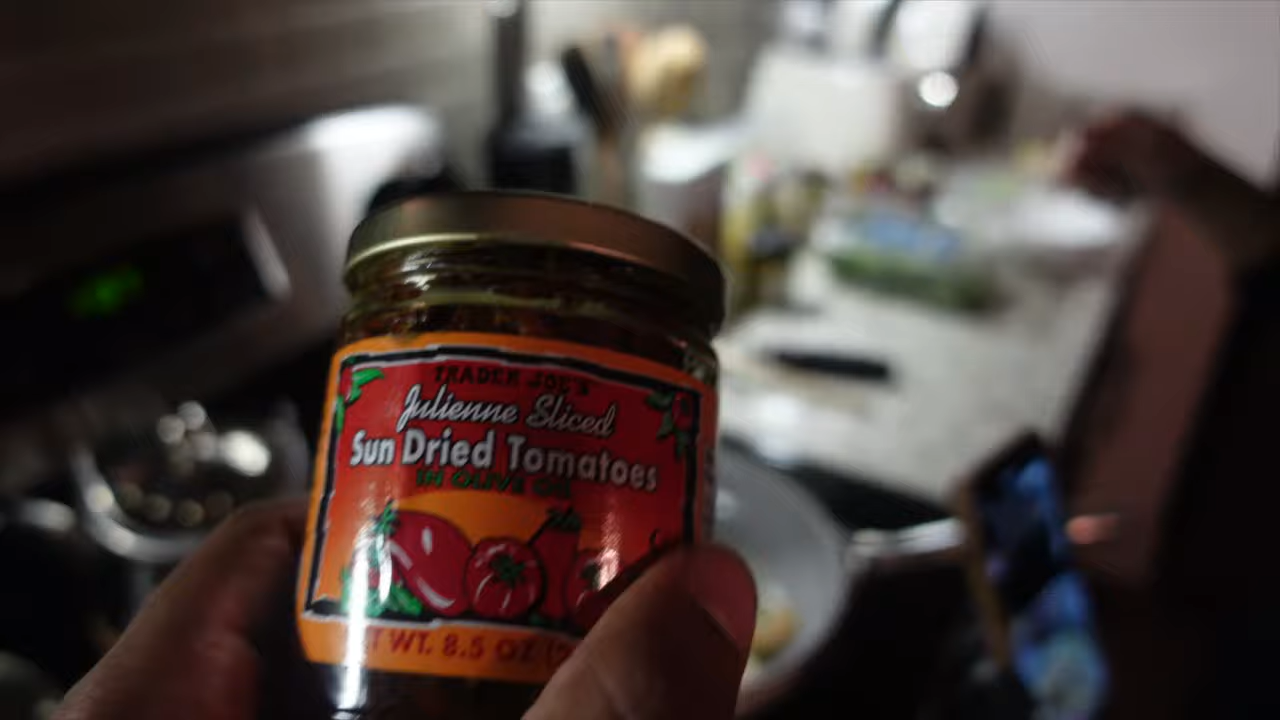 TRADER JOE'S
Julienne Sliced
Sun Dried Tomatoes
IN OLIVE OIL
WT. 8.5 OZ